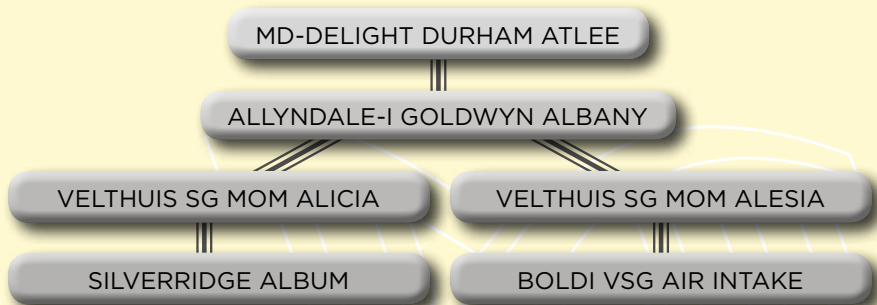 MD-DELIGHT DURHAM ATLEE
ALLYNDALE-I GOLDWYN ALBANY
VELTHUIS SG MOM ALICIA
VELTHUIS SG MOM ALESIA
SILVERRIDGE ALBUM
BOLDI VSG AIR INTAKE